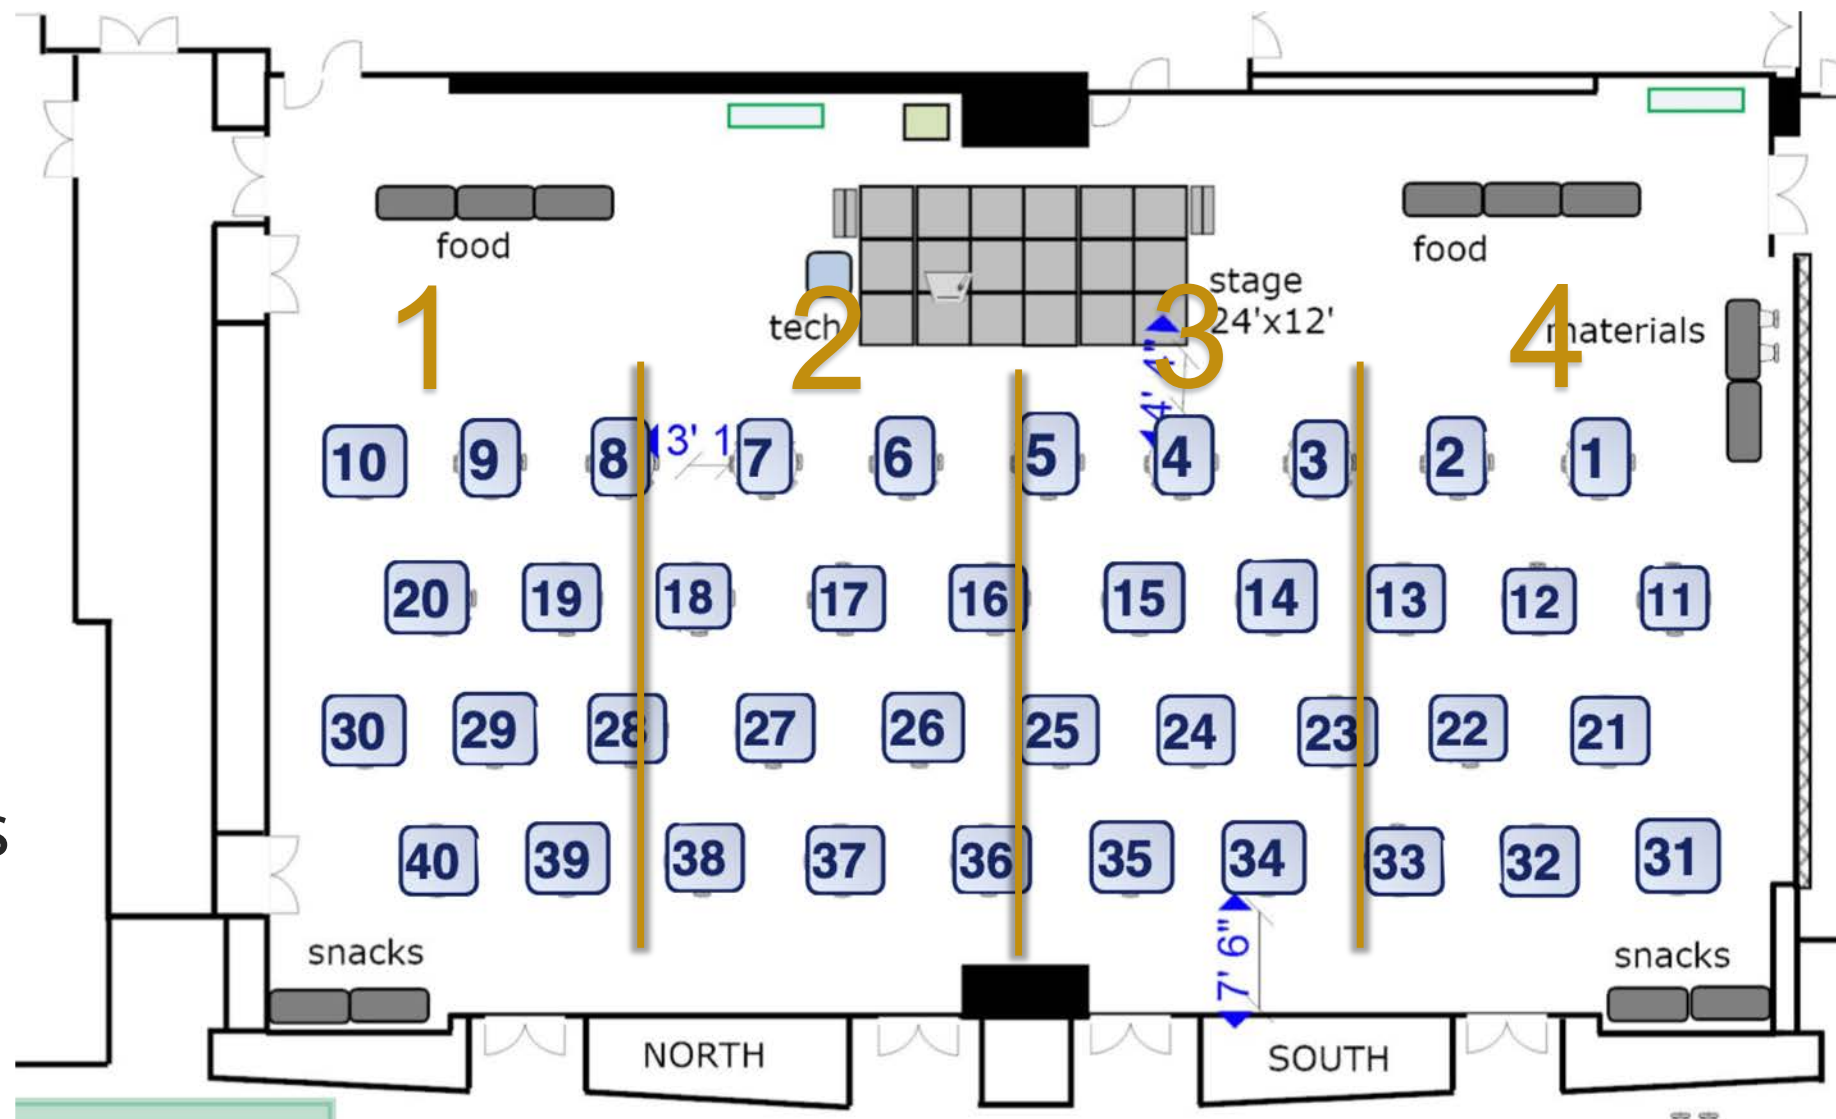 food
food
stage
24'x12'
tech
materials
1 2 3 4
4' 4"
3' 1
10 9 8 7 6 5 4 3 2 1
20 19 18 17 16 15 14 13 12 11
30 29 28 27 26 25 24 23 22 21
s
40 39 38 37 36 35 34 33 32 31
7' 6"
snacks
snacks
NORTH
SOUTH